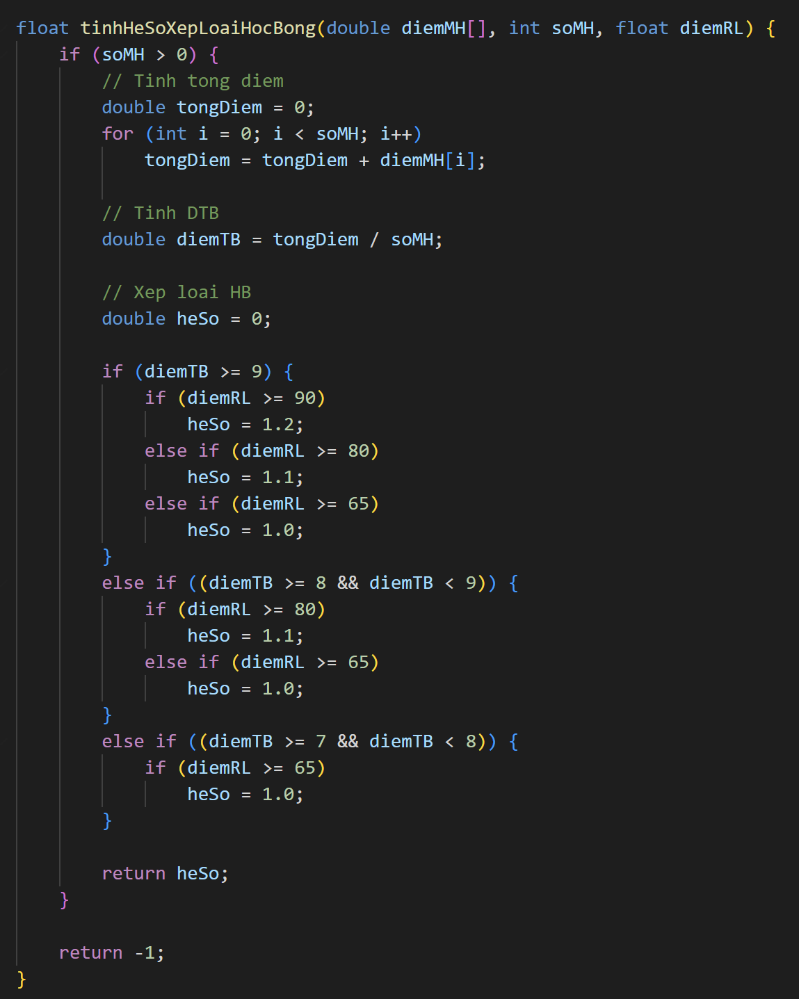 float tinhHeSoXepLoaiHocBong(double diemMH[], int soMH, float diemRL) {
    if (soMH > 0) {
        // Tinh tong diem
        double tongDiem = 0;
        for (int i = 0; i < soMH; i++)
            tongDiem = tongDiem + diemMH[i];

        // Tinh DTB
        double diemTB = tongDiem / soMH;

        // Xep loai HB
        double heSo = 0;

        if (diemTB >= 9) {
            if (diemRL >= 90)
                heSo = 1.2;
            else if (diemRL >= 80)
                heSo = 1.1;
            else if (diemRL >= 65)
                heSo = 1.0;
        }
        else if ((diemTB >= 8 && diemTB < 9)) {
            if (diemRL >= 80)
                heSo = 1.1;
            else if (diemRL >= 65)
                heSo = 1.0;
        }
        else if ((diemTB >= 7 && diemTB < 8)) {
            if (diemRL >= 65)
                heSo = 1.0;
        }

        return heSo;
    }

    return -1;
}